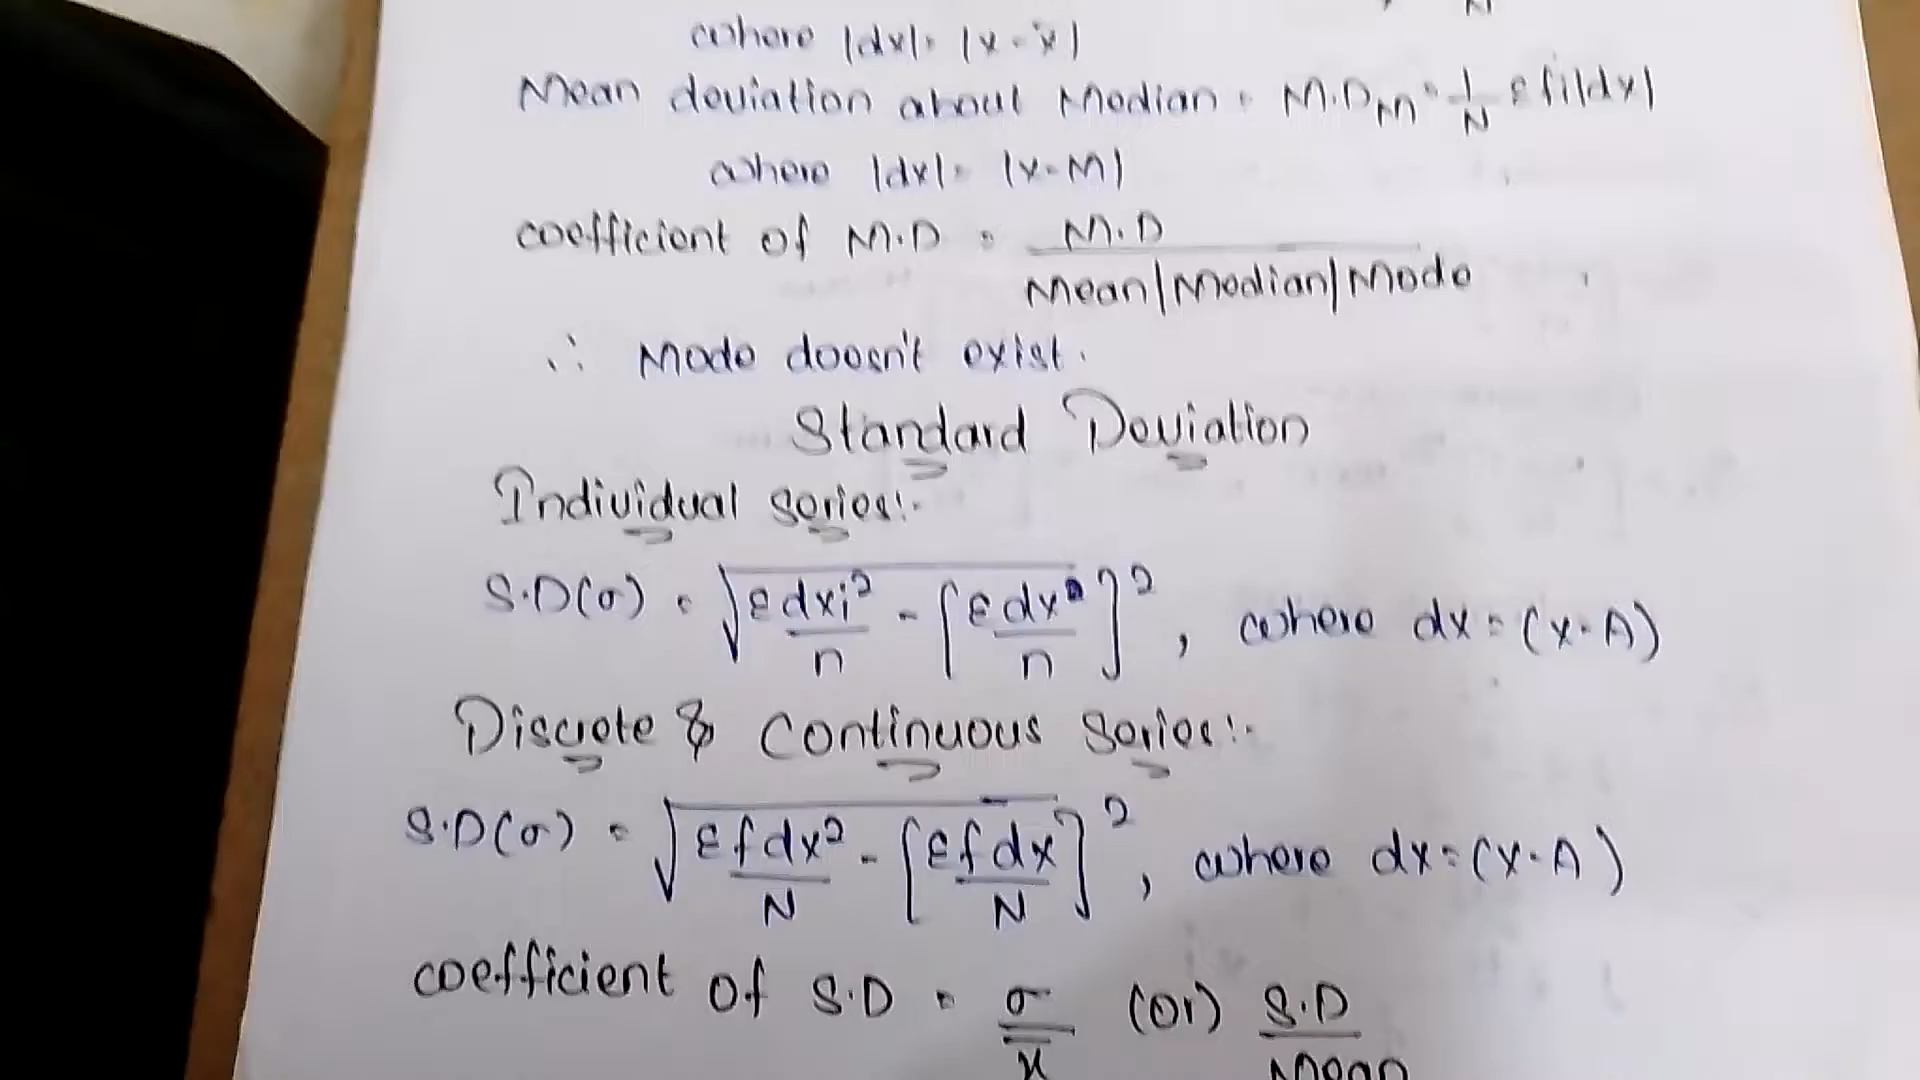 where |dx| = |x - x̄|
Mean deviation about Median = M.D_M = 1/N Σfi|dx|
where |dx| = |x - M|
coefficient of M.D = M.D / Mean|Median|Mode
∴ Mode doesn't exist.
Standard Deviation
Individual series:-
S.D(σ) = √Σdxi²/n - [Σdx/n]², where dx = (x - A)
Discrete & Continuous Series:-
S.D(σ) = √Σfdx²/N - [Σfdx/N]², where dx = (x - A)
coefficient of S.D = σ/x̄ (or) S.D/Mean